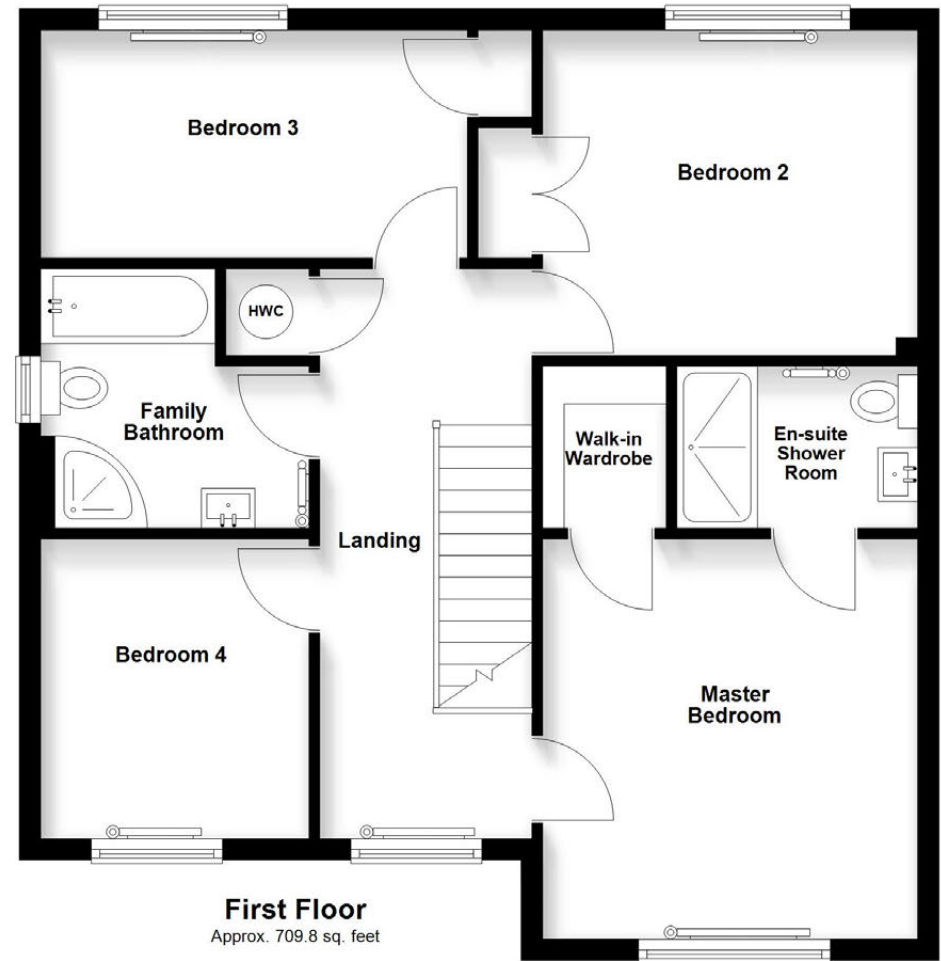 Bedroom 3
Bedroom 2
HWC
Family
Bathroom
Walk-in
Wardrobe
En-suite
Shower
Room
Landing
Bedroom 4
Master
Bedroom
First Floor
Approx. 709.8 sq. feet